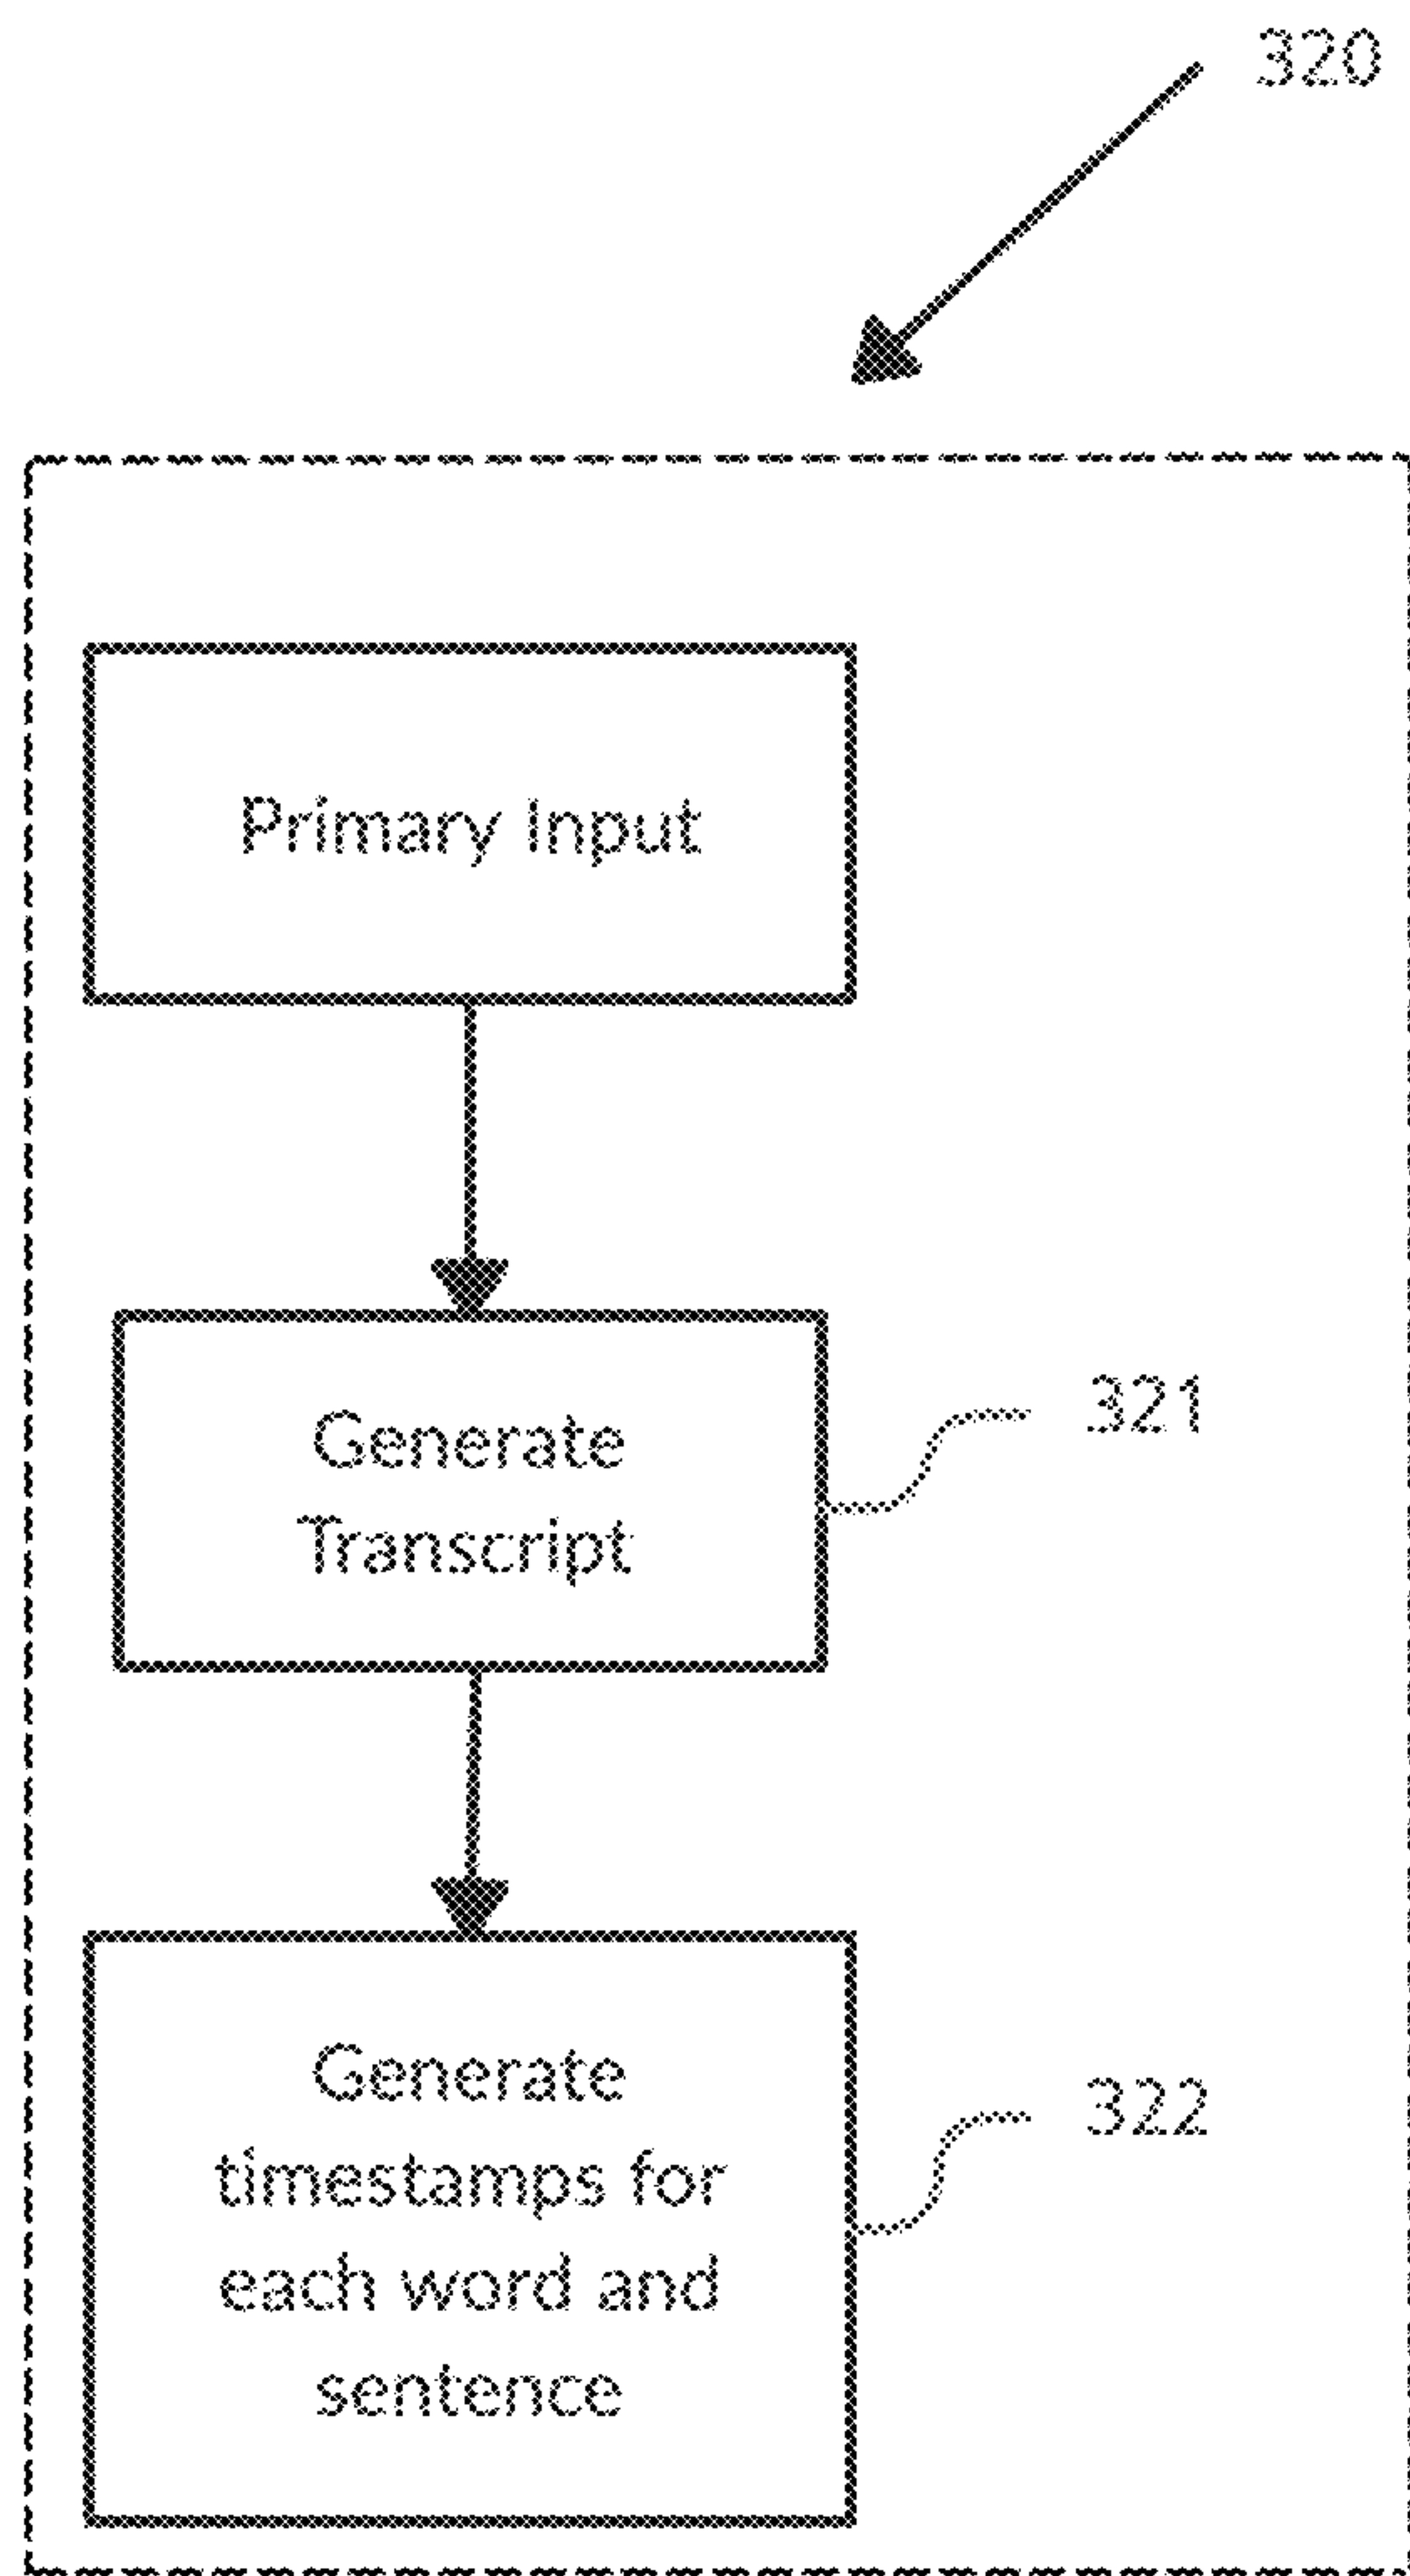 320
Primary Input
Generate
Transcript
321
Generate
timestamps for
each word and
sentence
322